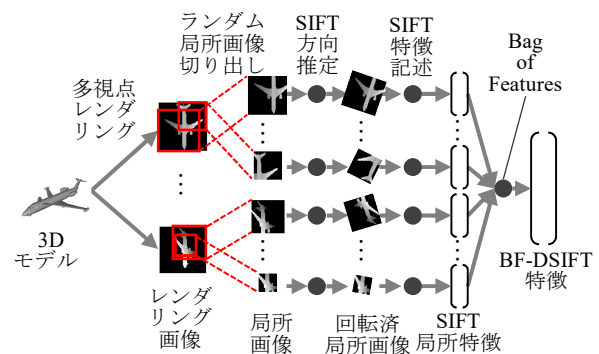 ランダム
局所画像
切り出し
SIFT
方向
推定
SIFT
特徴
記述
Bag
of
Features
多視点
レンダ
リング
3D
モデル
レンダ
リング
画像
局所
画像
回転済
局所画像
SIFT
局所特徴
BF-DSIFT
特徴